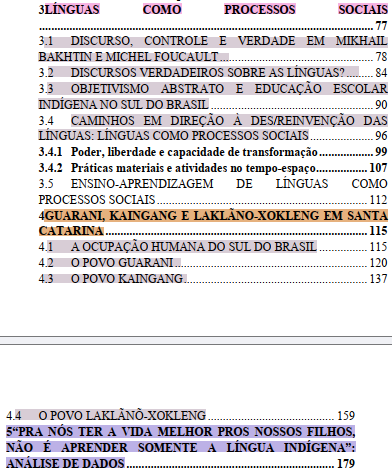 3LÍNGUAS COMO PROCESSOS SOCIAIS
........................................................................................................ 77
3.1 DISCURSO, CONTROLE E VERDADE EM MIKHAIL
BAKHTIN E MICHEL FOUCAULT ................................................ 78
3.2 DISCURSOS VERDADEIROS SOBRE AS LÍNGUAS? ......... 84
3.3 OBJETIVISMO ABSTRATO E EDUCAÇÃO ESCOLAR
INDÍGENA NO SUL DO BRASIL .................................................... 90
3.4 CAMINHOS EM DIREÇÃO À DES/REINVENÇÃO DAS
LÍNGUAS: LÍNGUAS COMO PROCESSOS SOCIAIS ................... 96
3.4.1 Poder, liberdade e capacidade de transformação ................. 99
3.4.2 Práticas materiais e atividades no tempo-espaço................ 107
3.5 ENSINO-APRENDIZAGEM DE LÍNGUAS COMO
PROCESSOS SOCIAIS .................................................................... 112
4GUARANI, KAINGANG E LAKLÃNO-XOKLENG EM SANTA
CATARINA ...................................................................................... 115
4.1 A OCUPAÇÃO HUMANA DO SUL DO BRASIL ................ 115
4.2 O POVO GUARANI ............................................................... 120
4.3 O POVO KAINGANG ............................................................ 137
4.4 O POVO LAKLÃNÕ-XOKLENG ......................................... 159
5“PRA NÓS TER A VIDA MELHOR PROS NOSSOS FILHOS,
NÃO É APRENDER SOMENTE A LÍNGUA INDÍGENA”:
ANÁLISE DE DADOS .................................................................... 179